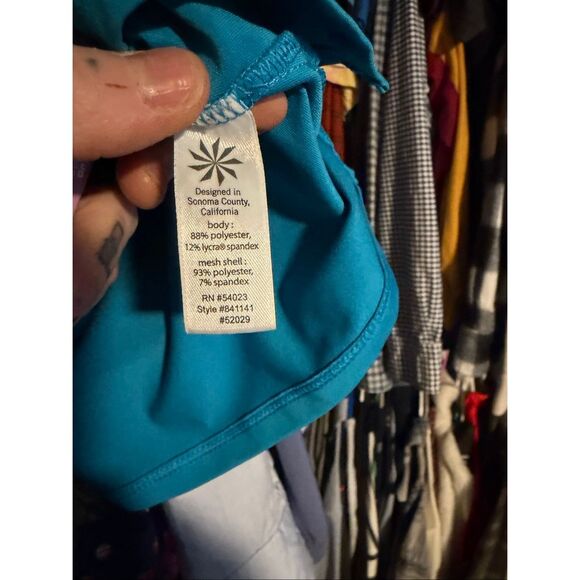 Designed in
Sonoma County,
California
body :
88% polyester,
12% lycra® spandex
mesh shell :
93% polyester,
7% spandex
RN #54023
Style #841141
#52029